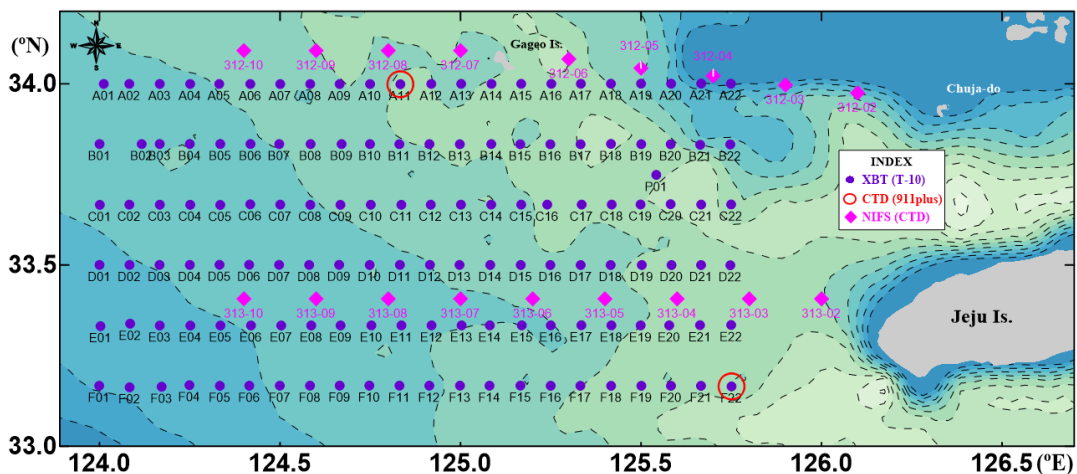 (ºN)
N
W E
S
Gageo Is.
312-05
312-04
312-10 312-09 312-08 312-07 312-06
34.0
A01 A02 A03 A04 A05 A06 A07 A08 A09 A10 A11 A12 A13 A14 A15 A16 A17 A18 A19 A20 A21 A22
312-03
312-02
Chuja-do
B01 B02 B03 B04 B05 B06 B07 B08 B09 B10 B11 B12 B13 B14 B15 B16 B17 B18 B19 B20 B21 B22
INDEX
XBT (T-10)
CTD (911plus)
NIFS (CTD)
P01
C01 C02 C03 C04 C05 C06 C07 C08 C09 C10 C11 C12 C13 C14 C15 C16 C17 C18 C19 C20 C21 C22
33.5
D01 D02 D03 D04 D05 D06 D07 D08 D09 D10 D11 D12 D13 D14 D15 D16 D17 D18 D19 D20 D21 D22
313-10 313-09 313-08 313-07 313-06 313-05 313-04 313-03 313-02
Jeju Is.
E01 E02 E03 E04 E05 E06 E07 E08 E09 E10 E11 E12 E13 E14 E15 E16 E17 E18 E19 E20 E21 E22
F01 F02 F03 F04 F05 F06 F07 F08 F09 F10 F11 F12 F13 F14 F15 F16 F17 F18 F19 F20 F21 F22
33.0
124.0 124.5 125.0 125.5 126.0 126.5 (ºE)